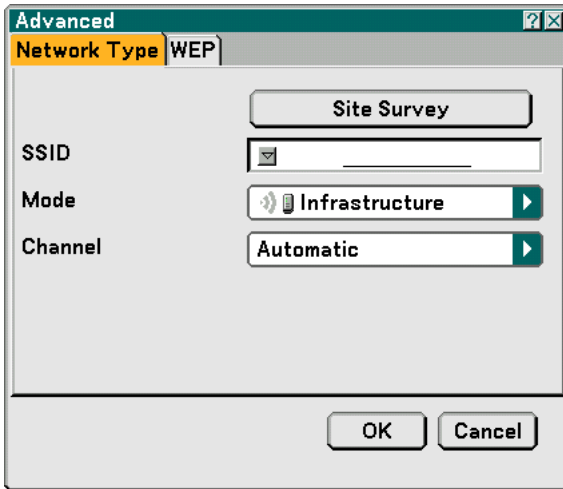 Advanced
Network Type WEP
Site Survey
SSID
Mode Infrastructure
Channel Automatic
OK Cancel